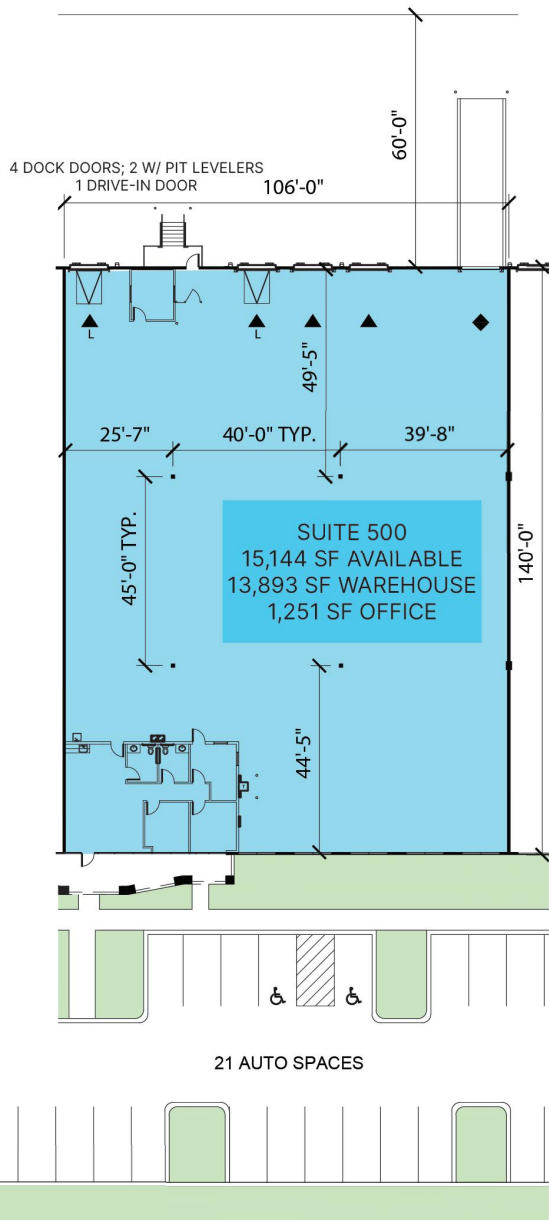 60'-0"
4 DOCK DOORS; 2 W/ PIT LEVELERS
1 DRIVE-IN DOOR
106'-0"
L
L
49'-5"
25'-7"
40'-0" TYP.
39'-8"
45'-0" TYP.
SUITE 500
15,144 SF AVAILABLE
13,893 SF WAREHOUSE
1,251 SF OFFICE
140'-0"
44'-5"
21 AUTO SPACES